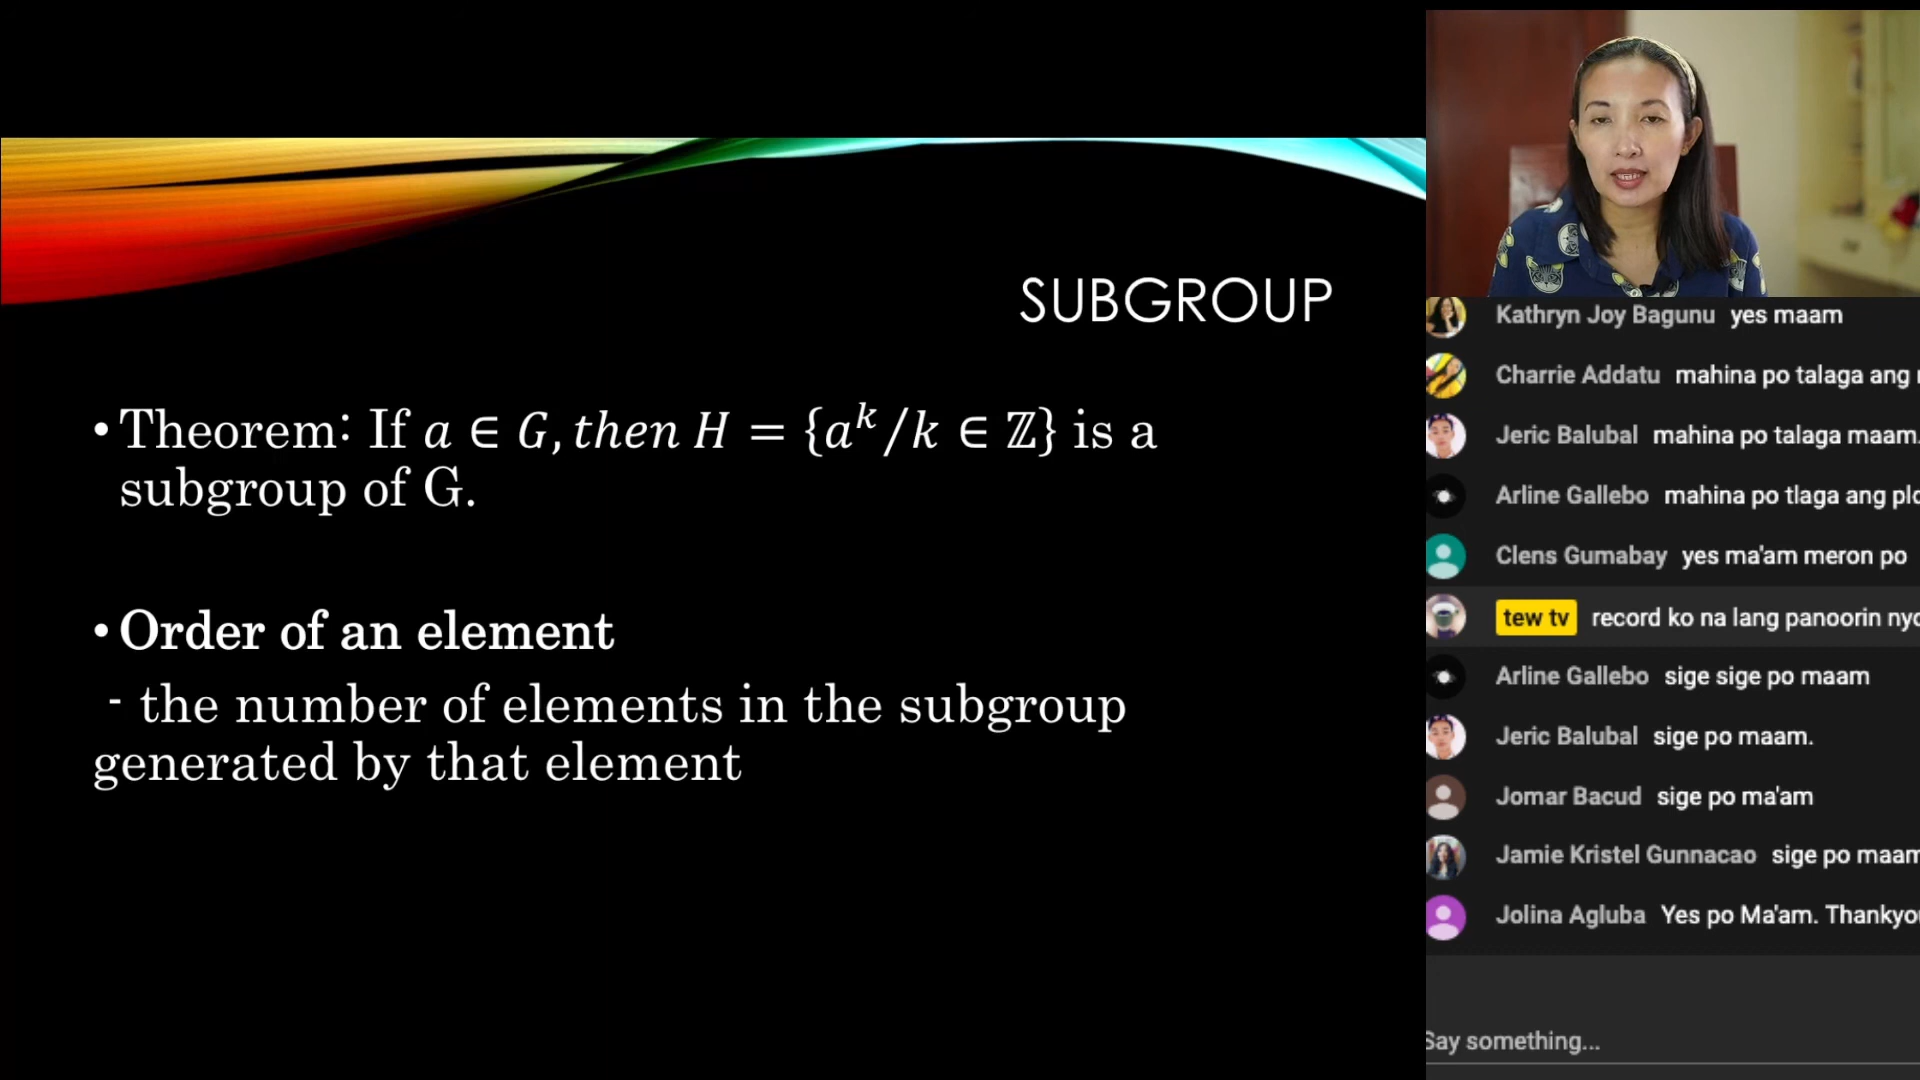 SUBGROUP
• Theorem: If a ∈ G, then H = {aᵏ/k ∈ ℤ} is a
subgroup of G.
• Order of an element
- the number of elements in the subgroup
generated by that element
Kathryn Joy Bagunu yes maam
Charrie Addatu mahina po talaga ang
Jeric Balubal mahina po talaga maam.
Arline Gallebo mahina po tlaga ang
Clens Gumabay yes ma'am meron po
tew tv record ko na lang panoorin
Arline Gallebo sige sige po maam
Jeric Balubal sige po maam.
Jomar Bacud sige po ma'am
Jamie Kristel Gunnacao sige po maam
Jolina Agluba Yes po Ma'am.
Say something...